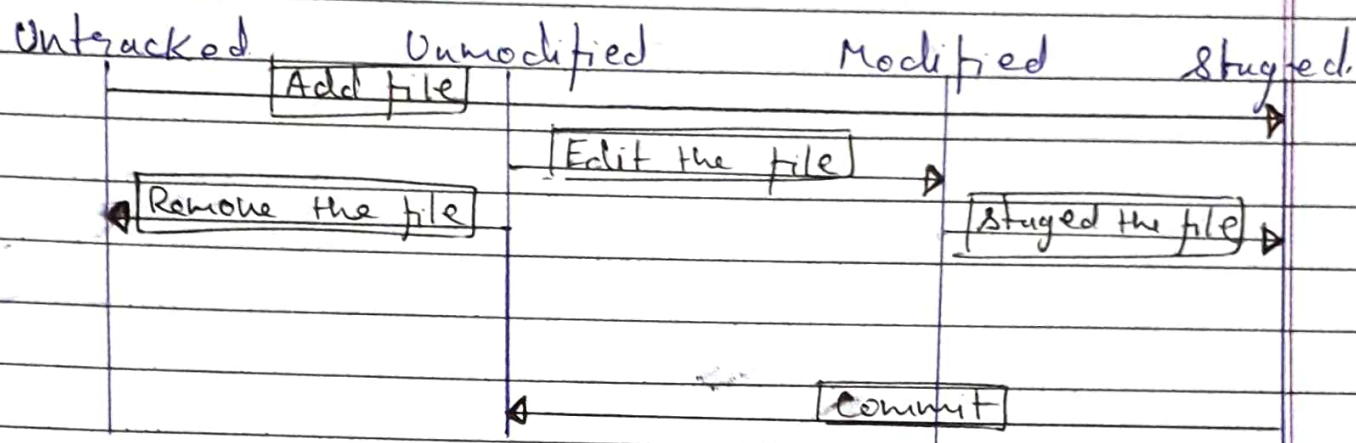 Untracked Unmodified Modified Staged.
Add file
Edit the file
Remove the file Staged the file
Commit